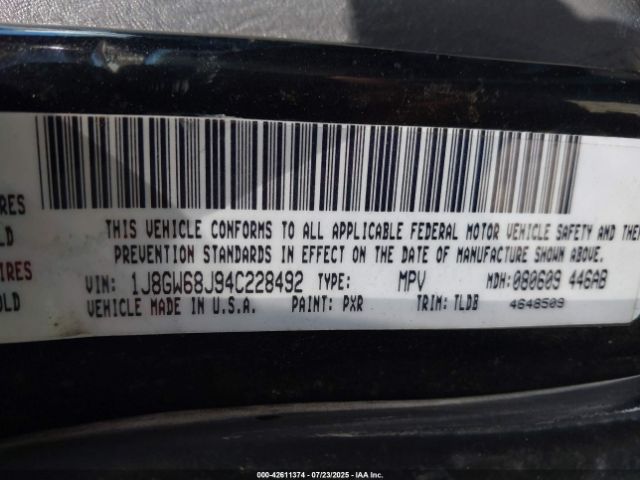 THIS VEHICLE CONFORMS TO ALL APPLICABLE FEDERAL MOTOR VEHICLE SAFETY AND THE
PREVENTION STANDARDS IN EFFECT ON THE DATE OF MANUFACTURE SHOWN ABOVE.
VIN: 1J8GW68J94C228492 TYPE: MPV MDH: 080609 446AB
VEHICLE MADE IN U.S.A. PAINT: PXR TRIM: TLDB 4648509
RES
LD
IRES
OLD
000-42611374 - 07/23/2025 - IAA Inc.